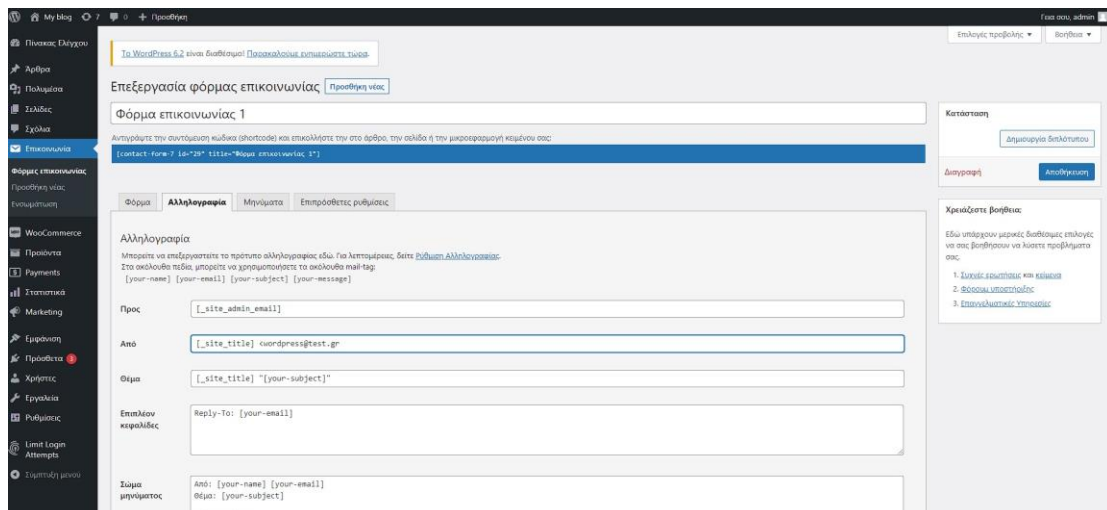 My blog 7 0 + Προσθήκη
Γεια σου, admin
Πίνακας Ελέγχου
Άρθρα
Πολυμέσα
Σελίδες
Σχόλια
Επικοινωνία
Φόρμες επικοινωνίας
Προσθήκη νέας
Ενσωμάτωση
WooCommerce
Προϊόντα
Payments
Στατιστικά
Marketing
Εμφάνιση
Πρόσθετα 3
Χρήστες
Εργαλεία
Ρυθμίσεις
Limit Login
Attempts
Σύμπτυξη μενού
Επιλογές προβολής ▼ Βοήθεια ▼
Το WordPress 6.2 είναι διαθέσιμο! Παρακαλούμε ενημερώστε τώρα.
Επεξεργασία φόρμας επικοινωνίας Προσθήκη νέας
Φόρμα επικοινωνίας 1
Αντιγράψτε την συντόμευση κώδικα (shortcode) και επικολλήστε την στο άρθρο, την σελίδα ή την μικροεφαρμογή κειμένου σας:
[contact-form-7 id="29" title="Φόρμα επικοινωνίας 1"]
Φόρμα Αλληλογραφία Μηνύματα Επιπρόσθετες ρυθμίσεις
Αλληλογραφία
Μπορείτε να επεξεργαστείτε το πρότυπο αλληλογραφίας εδώ. Για λεπτομέρειες, δείτε Ρύθμιση Αλληλογραφίας.
Στα ακόλουθα πεδία, μπορείτε να χρησιμοποιήσετε τα ακόλουθα mail-tag:
[your-name] [your-email] [your-subject] [your-message]
Προς [_site_admin_email]
Από [_site_title] <wordpress@test.gr
Θέμα [_site_title] "[your-subject]"
Επιπλέον
κεφαλίδες
Reply-To: [your-email]
Σώμα
μηνύματος
Από: [your-name] [your-email]
Θέμα: [your-subject]
Κατάσταση
Δημιουργία διπλότυπου
Διαγραφή Αποθήκευση
Χρειάζεστε βοήθεια;
Εδώ υπάρχουν μερικές διαθέσιμες επιλογές
να σας βοηθήσουν να λύσετε προβλήματά
σας.
1. Συχνές ερωτήσεις και κείμενα
2. Φόρουμ υποστήριξης
3. Επαγγελματικές Υπηρεσίες